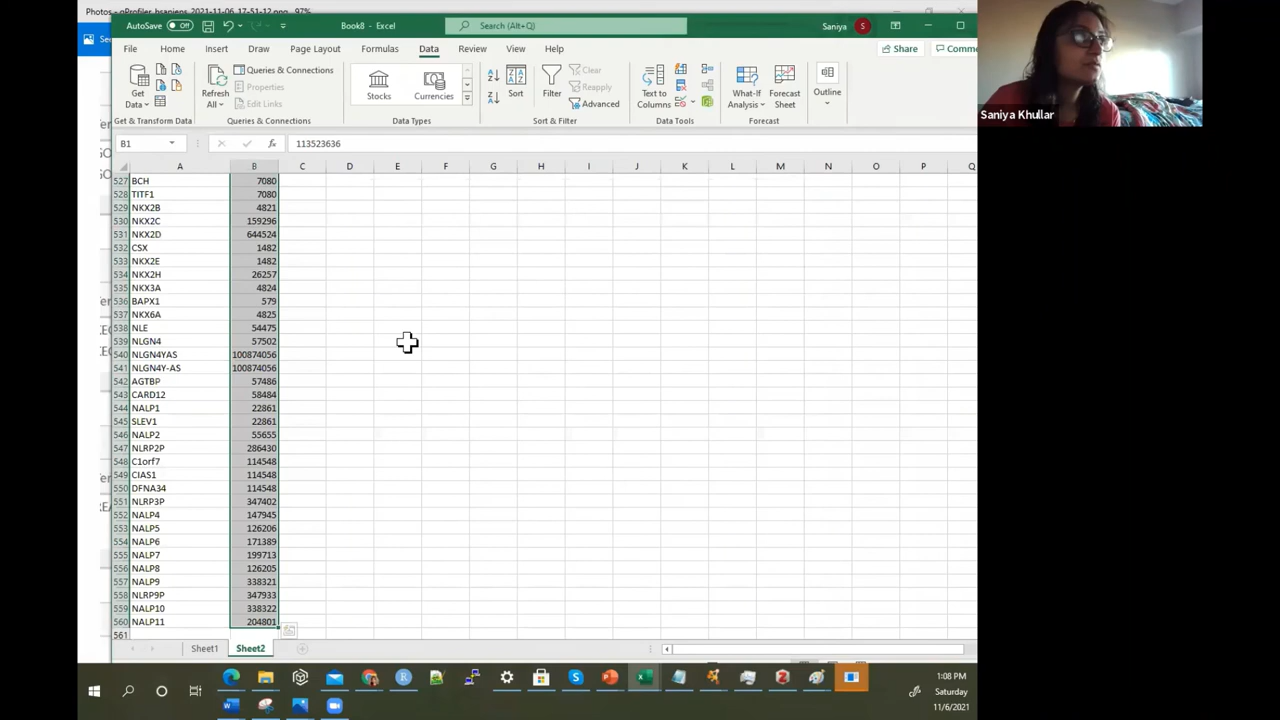 Photos - gProfiler_hsapiens_2021-11-06_17-51-12.png 97%
AutoSave Off Book8 - Excel Search (Alt+Q) Saniya S
File Home Insert Draw Page Layout Formulas Data Review View Help Share Comme
Get Data Refresh All Queries & Connections Properties Edit Links Stocks Currencies Sort Filter Clear Reapply Advanced Text to Columns What-If Analysis Forecast Sheet Outline
Get & Transform Data Queries & Connections Data Types Sort & Filter Data Tools Forecast
Saniya Khullar
B1 fx 113523636
A B C D E F G H I J K L M N O P Q
527 BCH 7080
528 TITF1 7080
529 NKX2B 4821
530 NKX2C 159296
531 NKX2D 644524
532 CSX 1482
533 NKX2E 1482
534 NKX2H 26257
535 NKX3A 4824
536 BAPX1 579
537 NKX6A 4825
538 NLE 54475
539 NLGN4 57502
540 NLGN4YAS 100874056
541 NLGN4Y-AS 100874056
542 AGTBP 57486
543 CARD12 58484
544 NALP1 22861
545 SLEV1 22861
546 NALP2 55655
547 NLRP2P 286430
548 C1orf7 114548
549 CIAS1 114548
550 DFNA34 114548
551 NLRP3P 347402
552 NALP4 147945
553 NALP5 126206
554 NALP6 171389
555 NALP7 199713
556 NALP8 126205
557 NALP9 338321
558 NLRP9P 347933
559 NALP10 338322
560 NALP11 204801
561
Sheet1 Sheet2
1:08 PM
Saturday
11/6/2021